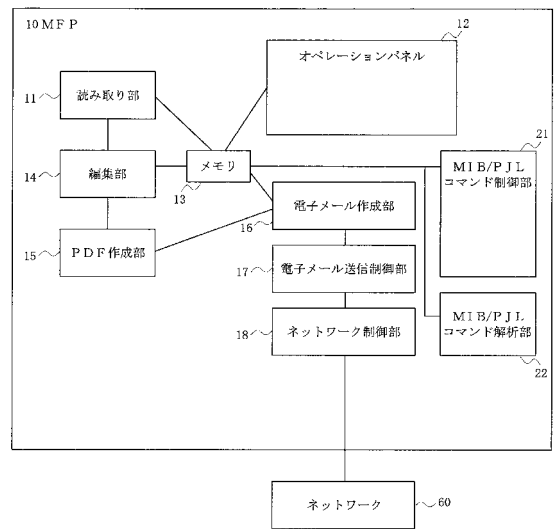 10MFP
12
オペレーションパネル
11
読み取り部
21
MIB/PJL
コマンド制御部
14
編集部
メモリ
13
電子メール作成部
16
15
PDF作成部
17
電子メール送信制御部
MIB/PJL
コマンド解析部
18
ネットワーク制御部
22
ネットワーク
60